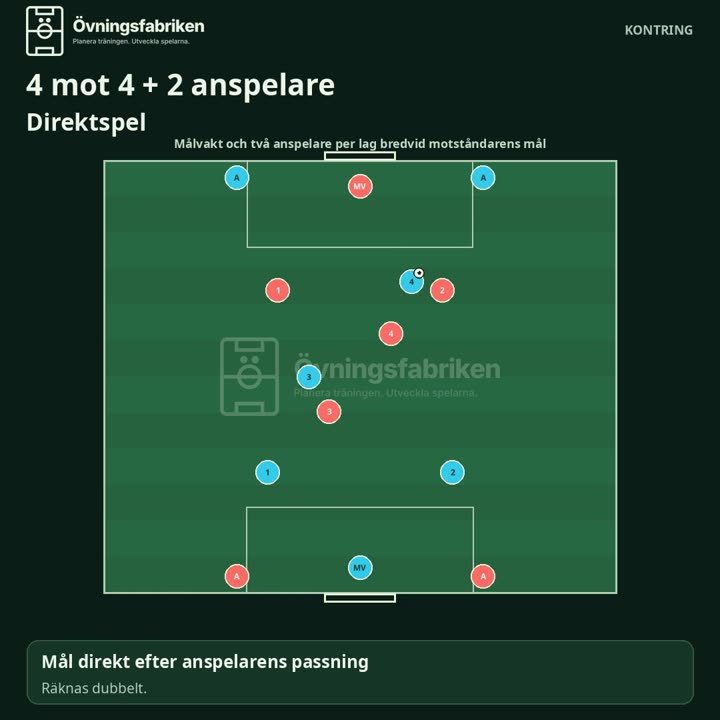 Övningsfabriken
Planera träningen. Utveckla spelarna.
KONTRING
4 mot 4 + 2 anspelare
Direktspel
Målvakt och två anspelare per lag bredvid motståndarens mål
A
MV
A
1
4
2
4
Övningsfabriken
Planera träningen. Utveckla spelarna.
3
3
1
2
A
MV
A
Mål direkt efter anspelarens passning
Räknas dubbelt.